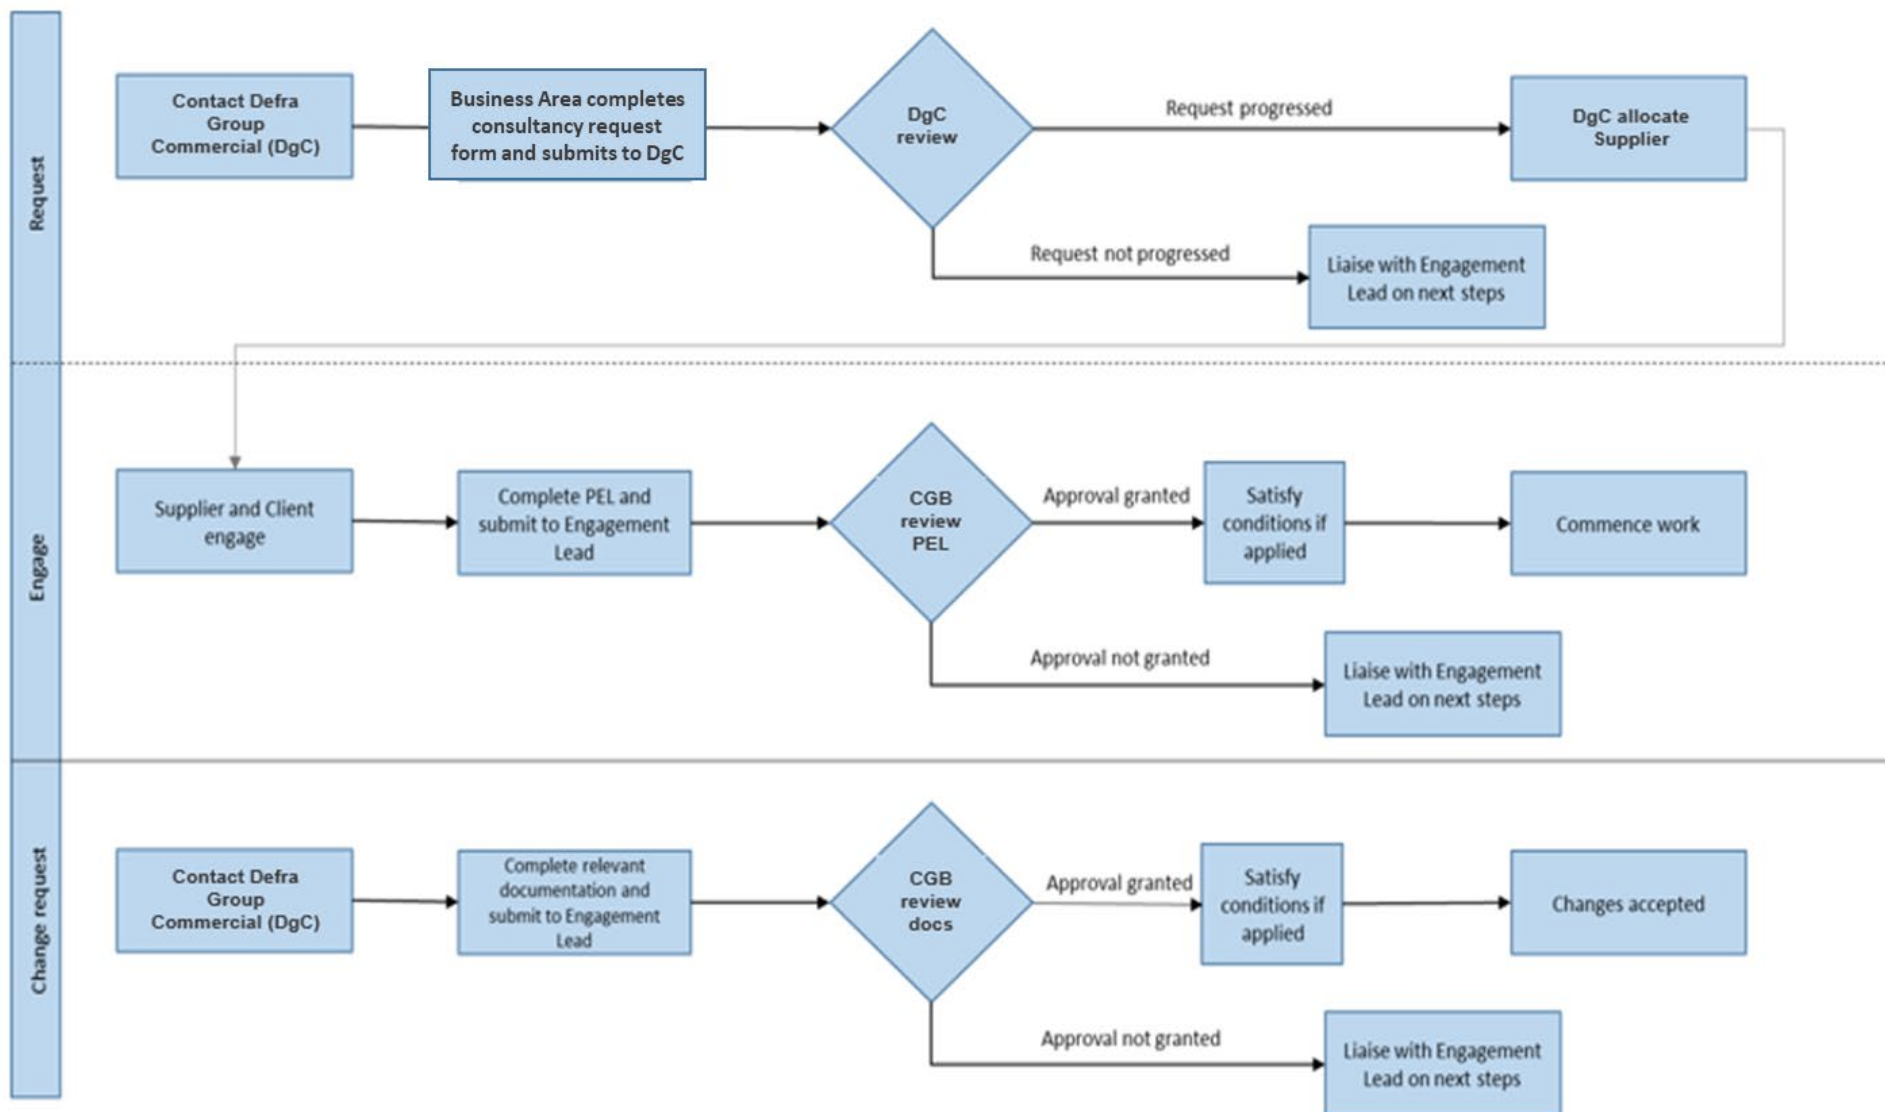 Request
Contact Defra
Group
Commercial (DgC)
Business Area completes
consultancy request
form and submits to DgC
DgC
review
Request progressed
DgC allocate
Supplier
Request not progressed
Liaise with Engagement
Lead on next steps
Engage
Supplier and Client
engage
Complete PEL and
submit to Engagement
Lead
CGB
review
PEL
Approval granted
Satisfy
conditions if
applied
Commence work
Approval not granted
Liaise with Engagement
Lead on next steps
Change request
Contact Defra
Group
Commercial (DgC)
Complete relevant
documentation and
submit to Engagement
Lead
CGB
review
docs
Approval granted
Satisfy
conditions if
applied
Changes accepted
Approval not granted
Liaise with Engagement
Lead on next steps